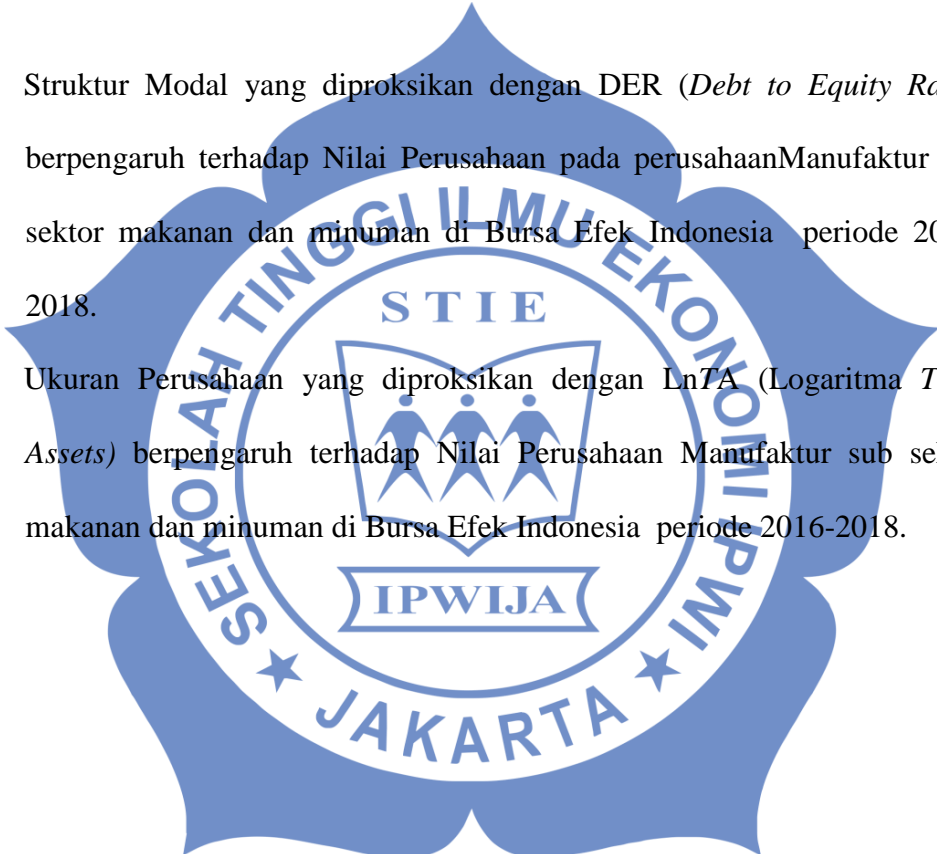 Struktur Modal yang diproksikan dengan DER (Debt to Equity Ra
berpengaruh terhadap Nilai Perusahaan pada perusahaanManufaktur
sektor makanan dan minuman di Bursa Efek Indonesia periode 20
2018.
Ukuran Perusahaan yang diproksikan dengan LnTA (Logaritma T
Assets) berpengaruh terhadap Nilai Perusahaan Manufaktur sub se
makanan dan minuman di Bursa Efek Indonesia periode 2016-2018.
SEKOLAH TINGGI ILMU EKONOMI IPWI
STIE
IPWIJA
JAKARTA